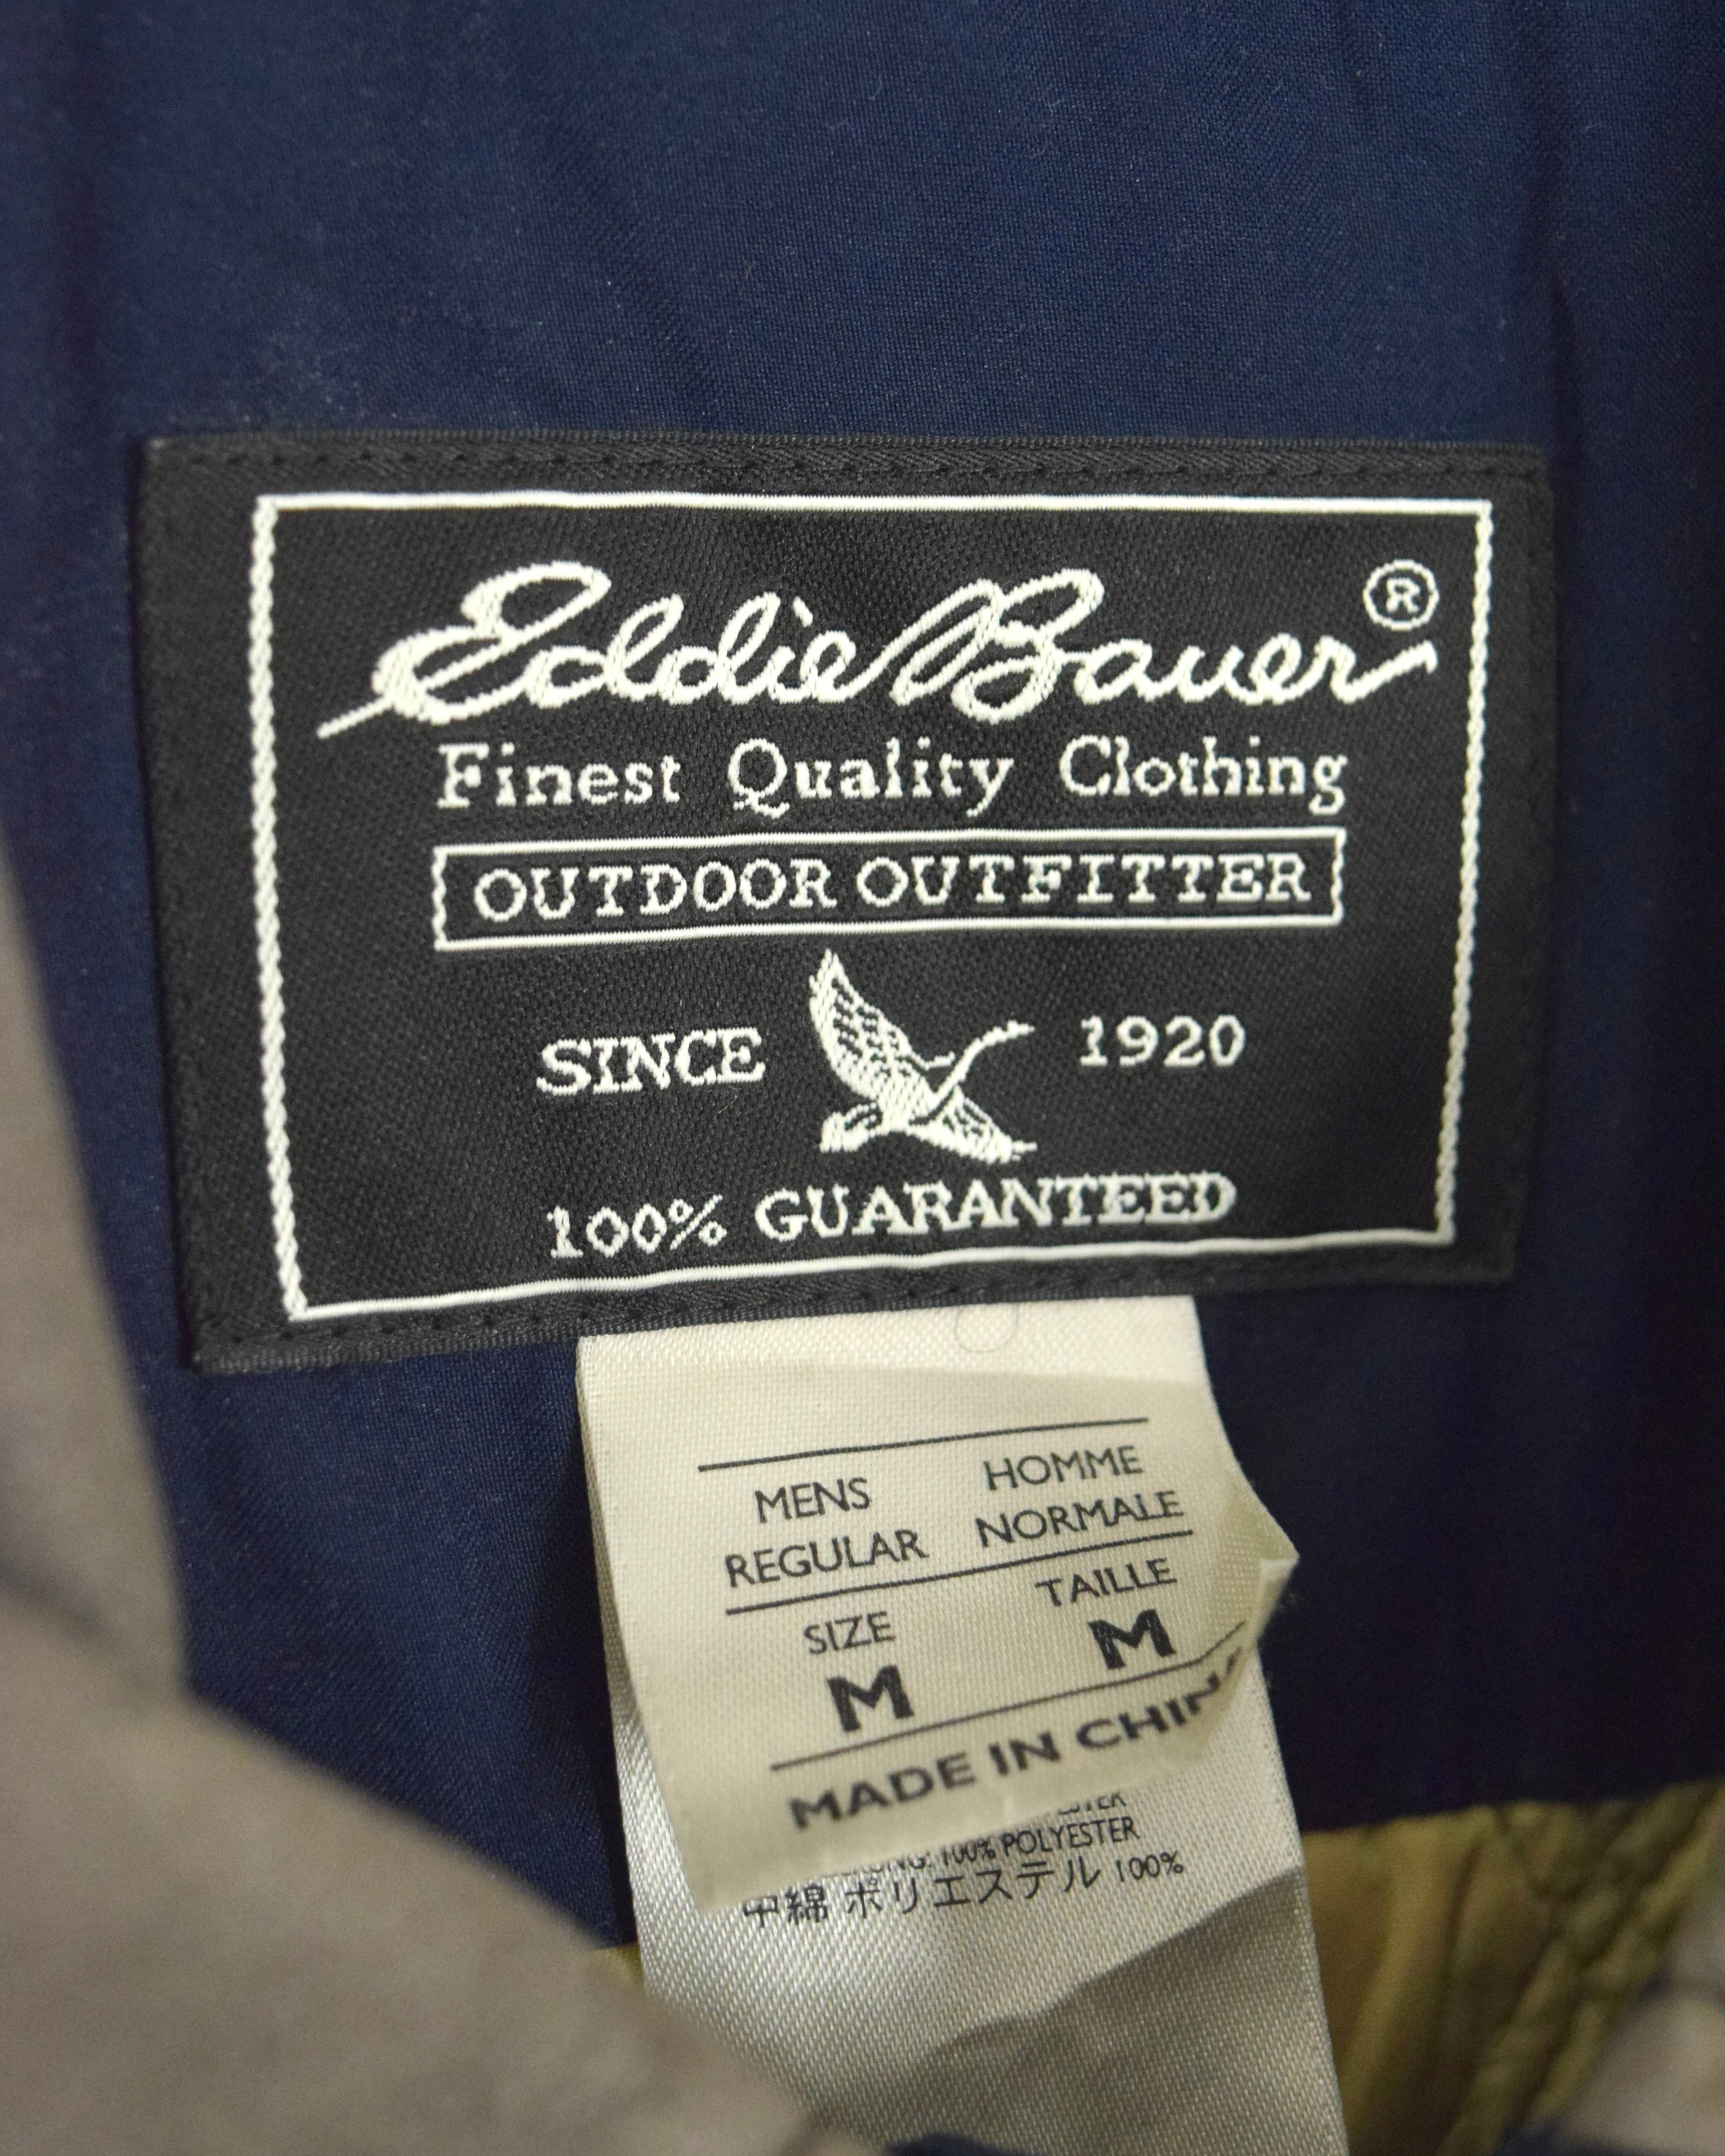 Eddie Bauer®
Finest Quality Clothing
OUTDOOR OUTFITTER
SINCE 1920
100% GUARANTEED
MENS HOMME
REGULAR NORMALE
SIZE TAILLE
M M
MADE IN CHINA
100% POLYESTER
中綿 ポリエステル 100%